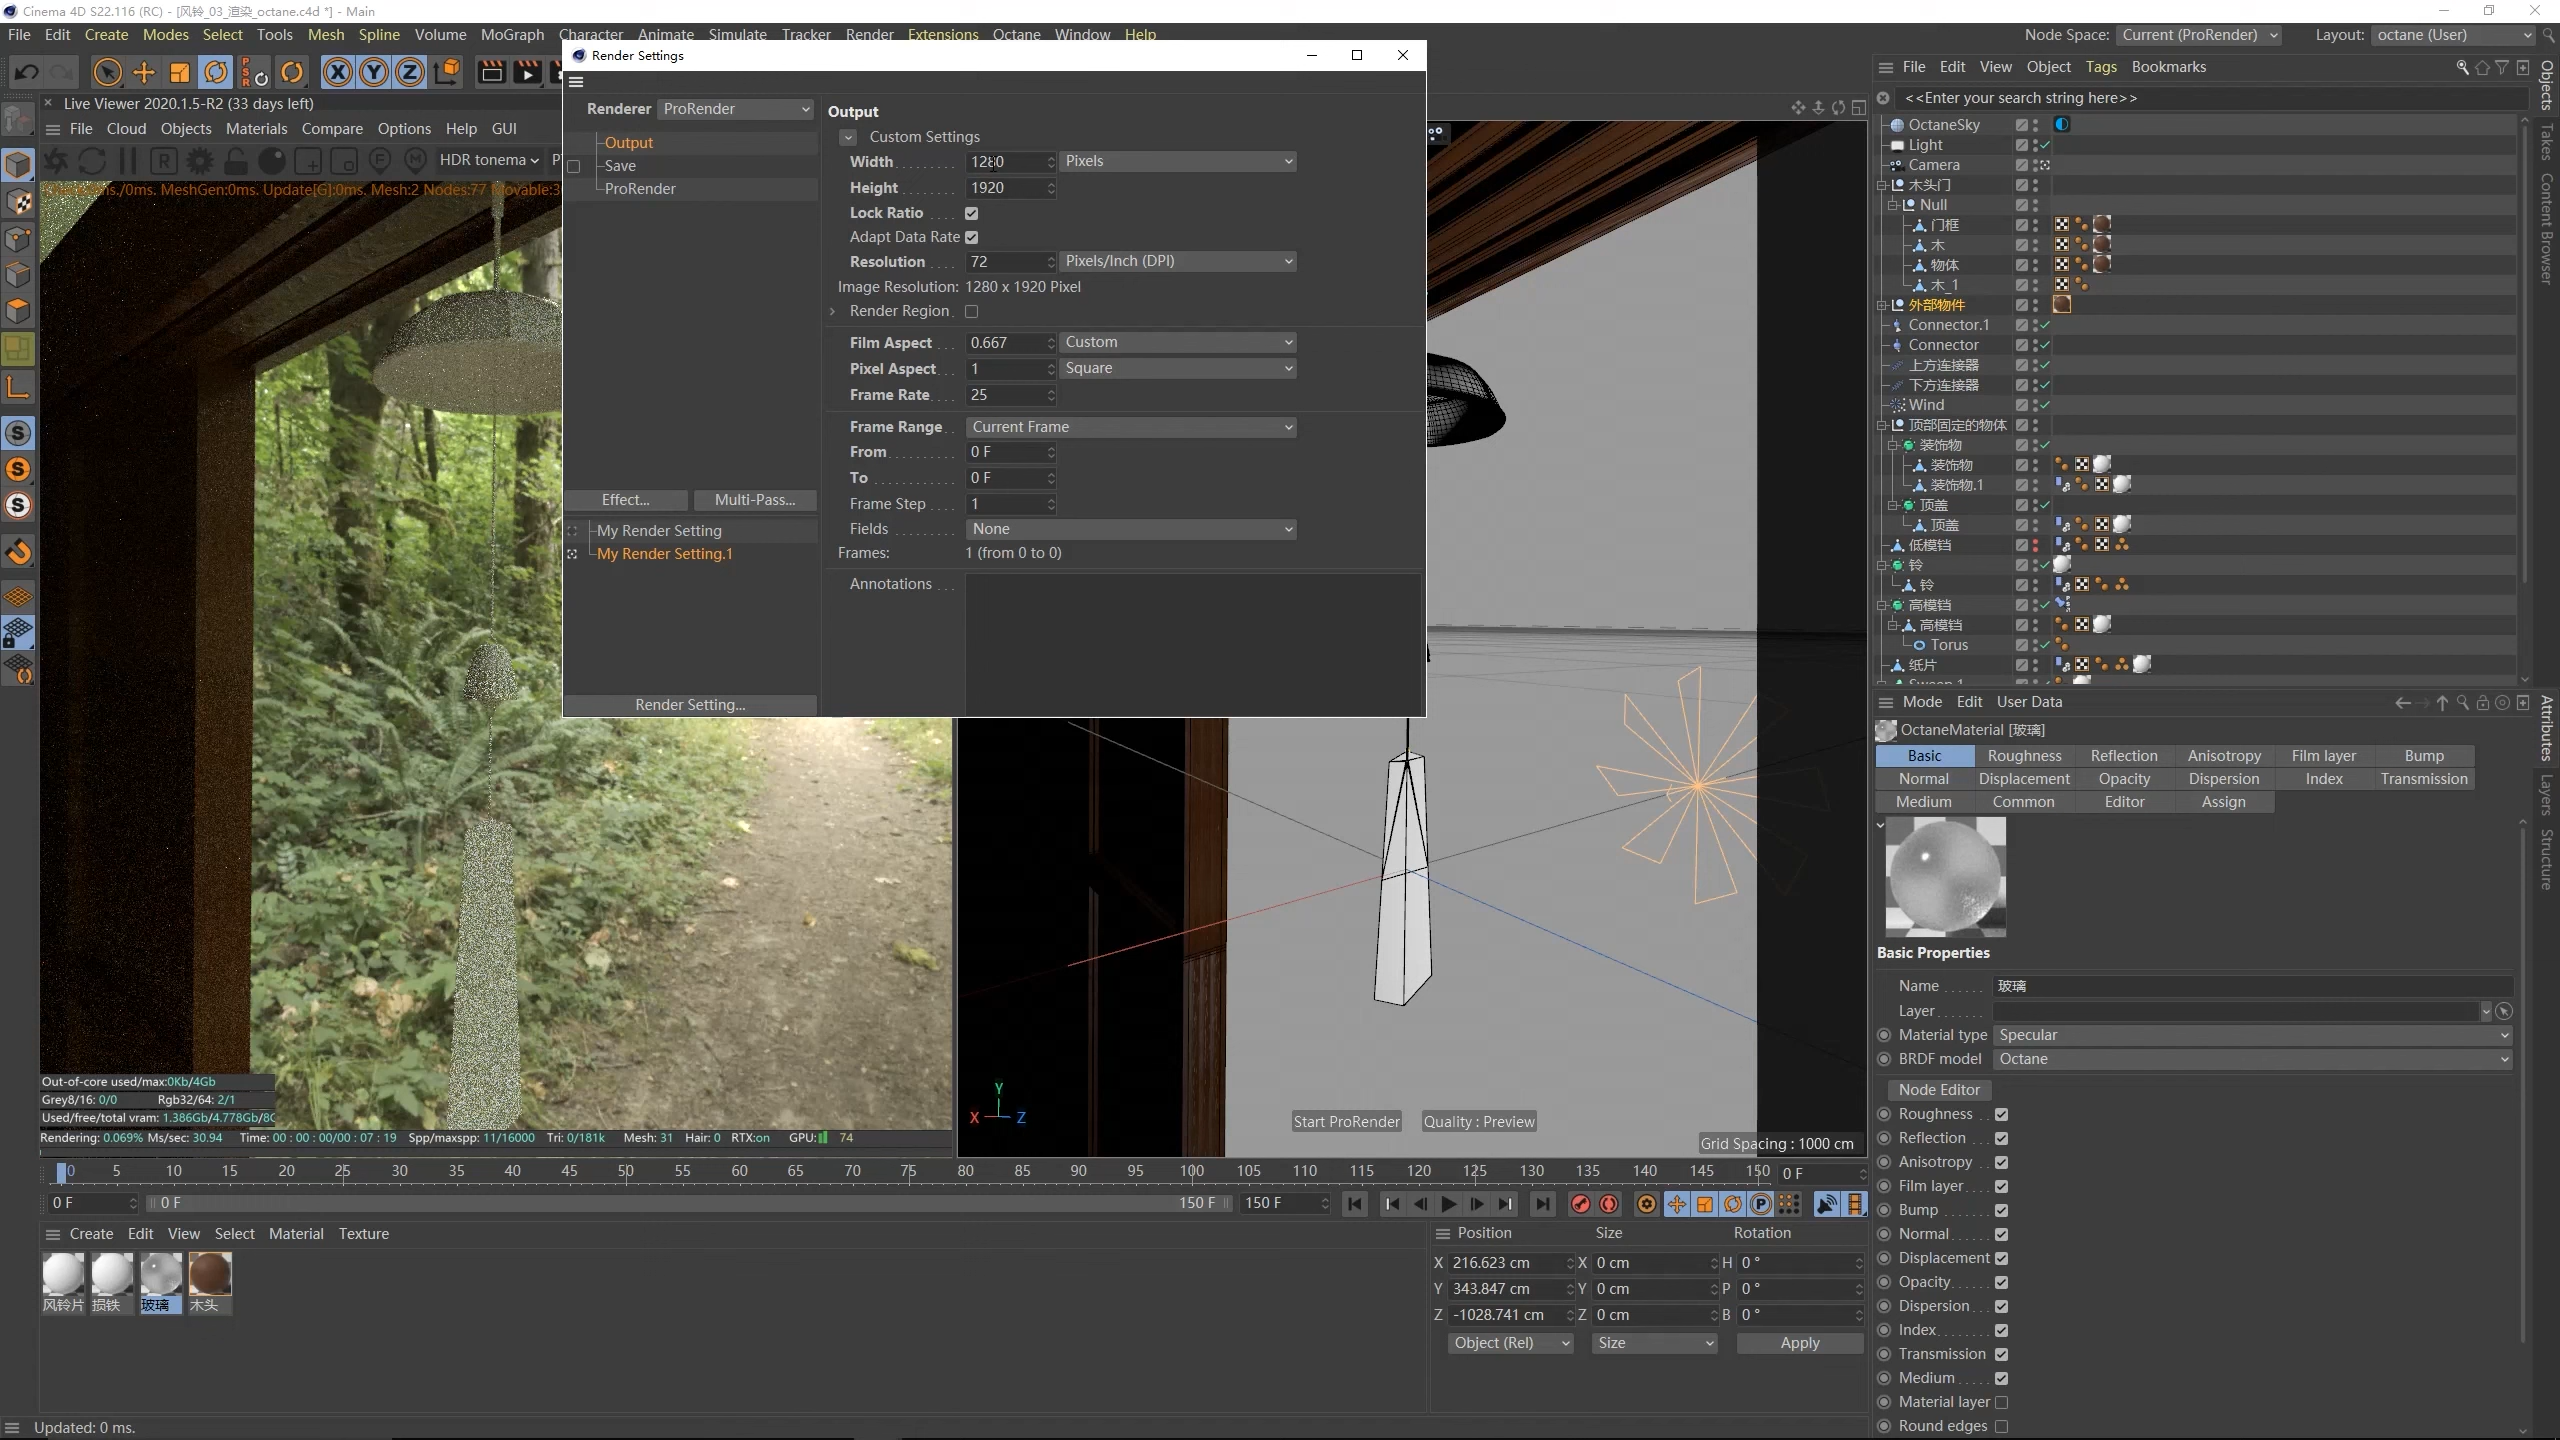 Cinema 4D S22.116 (RC) - [风铃_03_渲染_octane.c4d *] - Main
File Edit Create Modes Select Tools Mesh Spline Volume MoGraph Character Animate Simulate Tracker Render Extensions Octane Window Help
Node Space: Current (ProRender) Layout: octane (User)
Live Viewer 2020.1.5-R2 (33 days left)
File Cloud Objects Materials Compare Options Help GUI
HDR tonema
Render Settings
Renderer ProRender
Output
Save
ProRender
Effect... Multi-Pass...
My Render Setting
My Render Setting.1
Render Setting...
Output
Custom Settings
Width 1280 Pixels
Height 1920
Lock Ratio
Adapt Data Rate
Resolution 72 Pixels/Inch (DPI)
Image Resolution: 1280 x 1920 Pixel
Render Region
Film Aspect 0.667 Custom
Pixel Aspect 1 Square
Frame Rate 25
Frame Range Current Frame
From 0 F
To 0 F
Frame Step 1
Fields None
Frames: 1 (from 0 to 0)
Annotations
Out-of-core used/max:0Kb/4Gb
Grey8/16: 0/0 Rgb32/64: 2/1
Used/free/total vram: 1.386Gb/4.778Gb/8G
Rendering: 0.069% Ms/sec: 30.94 Time: 00 : 00 : 00/00 : 07 : 19 Spp/maxspp: 11/16000 Tri: 0/181k Mesh: 31 Hair: 0 RTX:on GPU: 74
Y
X Z
Start ProRender Quality : Preview
Grid Spacing : 1000 cm
0 5 10 15 20 25 30 35 40 45 50 55 60 65 70 75 80 85 90 95 100 105 110 115 120 125 130 135 140 145 150 0 F
0 F 0 F 150 F 150 F
Create Edit View Select Material Texture
风铃片 损铁 玻璃 木头
Position Size Rotation
X 216.623 cm X 0 cm H 0 °
Y 343.847 cm Y 0 cm P 0 °
Z -1028.741 cm Z 0 cm B 0 °
Object (Rel) Size Apply
Updated: 0 ms.
File Edit View Object Tags Bookmarks
<<Enter your search string here>>
OctaneSky
Light
Camera
木头门
Null
门框
木
物体
木_1
外部物件
Connector.1
Connector
上方连接器
下方连接器
Wind
顶部固定的物体
装饰物
装饰物
装饰物.1
顶盖
顶盖
低模铛
铃
铃
高模铛
高模铛
Torus
纸片
Sweep.1
Objects
Takes
Content Browser
Mode Edit User Data
OctaneMaterial [玻璃]
Basic Roughness Reflection Anisotropy Film layer Bump
Normal Displacement Opacity Dispersion Index Transmission
Medium Common Editor Assign
Basic Properties
Name 玻璃
Layer
Material type Specular
BRDF model Octane
Node Editor
Roughness
Reflection
Anisotropy
Film layer
Bump
Normal
Displacement
Opacity
Dispersion
Index
Transmission
Medium
Material layer
Round edges
Attributes
Layers
Structure